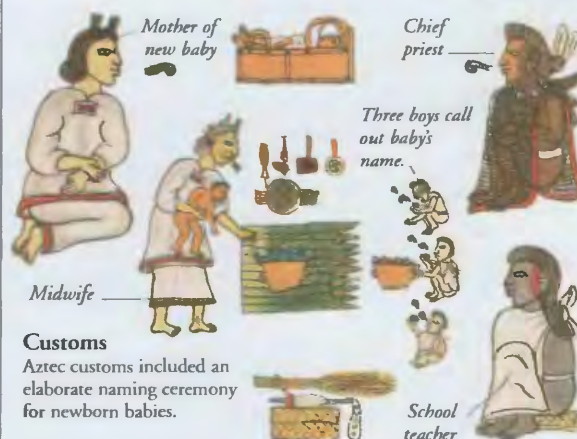 Mother of
new baby
Chief
priest
Three boys call
out baby's
name.
Midwife
Customs
Aztec customs included an
elaborate naming ceremony
for newborn babies.
School
teacher